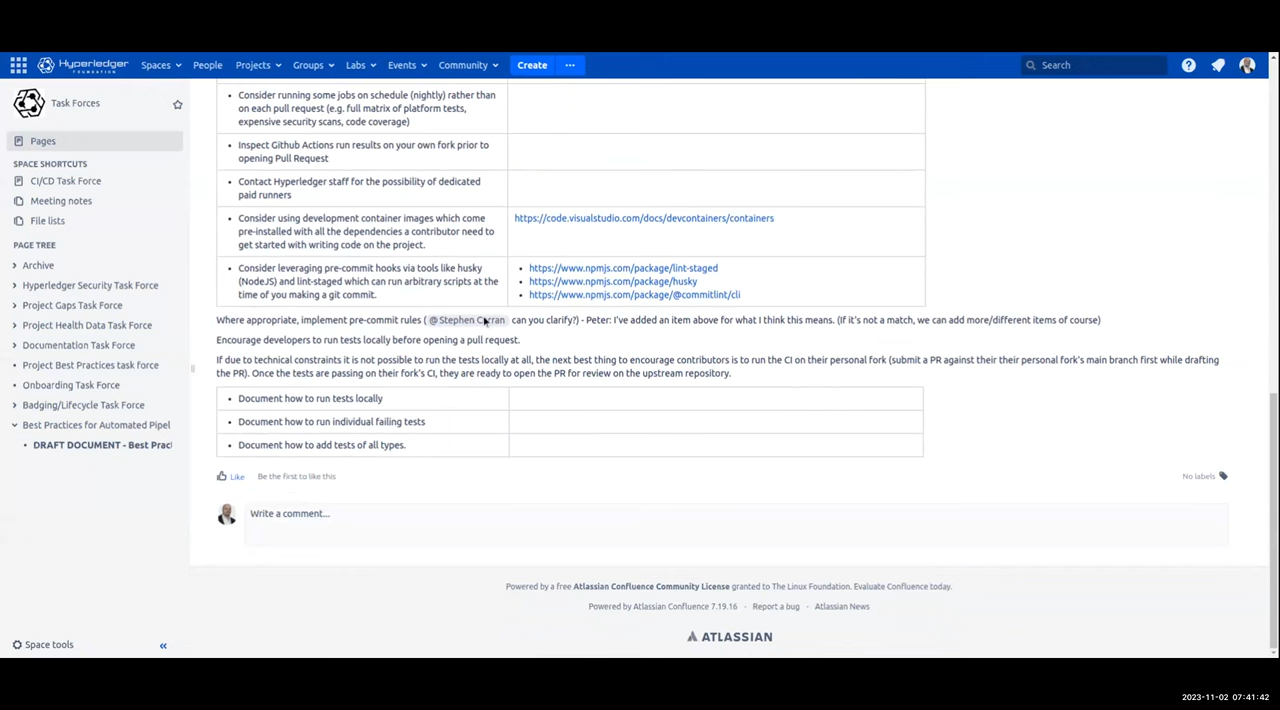 Hyperledger
FOUNDATION
Spaces
People
Projects
Groups
Labs
Events
Community
Create
Search
Task Forces
Pages
SPACE SHORTCUTS
CI/CD Task Force
Meeting notes
File lists
PAGE TREE
Archive
Hyperledger Security Task Force
Project Gaps Task Force
Project Health Data Task Force
Documentation Task Force
Project Best Practices task force
Onboarding Task Force
Badging/Lifecycle Task Force
Best Practices for Automated Pipel
DRAFT DOCUMENT - Best Prac
Space tools
Consider running some jobs on schedule (nightly) rather than
on each pull request (e.g. full matrix of platform tests,
expensive security scans, code coverage)
Inspect Github Actions run results on your own fork prior to
opening Pull Request
Contact Hyperledger staff for the possibility of dedicated
paid runners
Consider using development container images which come
pre-installed with all the dependencies a contributor need to
get started with writing code on the project.
https://code.visualstudio.com/docs/devcontainers/containers
Consider leveraging pre-commit hooks via tools like husky
(NodeJS) and lint-staged which can run arbitrary scripts at the
time of you making a git commit.
https://www.npmjs.com/package/lint-staged
https://www.npmjs.com/package/husky
https://www.npmjs.com/package/@commitlint/cli
Where appropriate, implement pre-commit rules ( @Stephen Curran can you clarify?) - Peter: I've added an item above for what I think this means. (If it's not a match, we can add more/different items of course)
Encourage developers to run tests locally before opening a pull request.
If due to technical constraints it is not possible to run the tests locally at all, the next best thing to encourage contributors is to run the CI on their personal fork (submit a PR against their their personal fork's main branch first while drafting
the PR). Once the tests are passing on their fork's CI, they are ready to open the PR for review on the upstream repository.
Document how to run tests locally
Document how to run individual failing tests
Document how to add tests of all types.
Like
Be the first to like this
No labels
Write a comment...
Powered by a free Atlassian Confluence Community License granted to The Linux Foundation. Evaluate Confluence today.
Powered by Atlassian Confluence 7.19.16 · Report a bug · Atlassian News
ATLASSIAN
2023-11-02 07:41:42